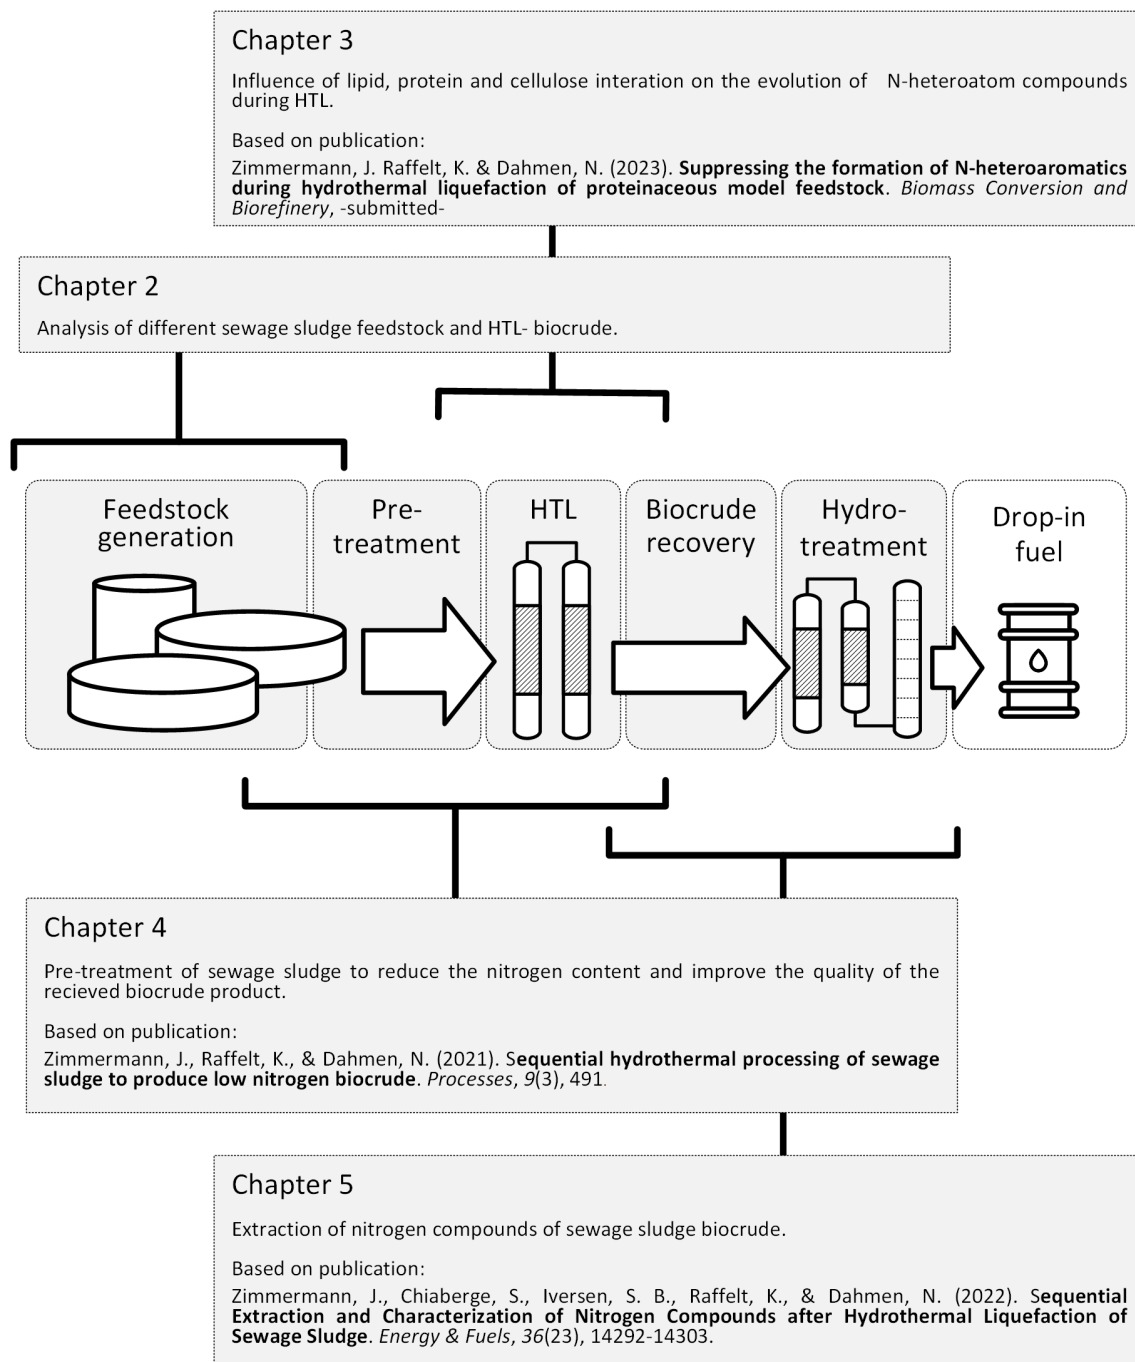 Chapter 3
Influence of lipid, protein and cellulose interation on the evolution of N-heteroatom compounds
during HTL.
Based on publication:
Zimmermann, J. Raffelt, K. & Dahmen, N. (2023). Suppressing the formation of N-heteroaromatics
during hydrothermal liquefaction of proteinaceous model feedstock. Biomass Conversion and
Biorefinery, -submitted-
Chapter 2
Analysis of different sewage sludge feedstock and HTL- biocrude.
Feedstock
generation
Pre-
treatment
HTL
Biocrude
recovery
Hydro-
treatment
Drop-in
fuel
Chapter 4
Pre-treatment of sewage sludge to reduce the nitrogen content and improve the quality of the
recieved biocrude product.
Based on publication:
Zimmermann, J., Raffelt, K., & Dahmen, N. (2021). Sequential hydrothermal processing of sewage
sludge to produce low nitrogen biocrude. Processes, 9(3), 491.
Chapter 5
Extraction of nitrogen compounds of sewage sludge biocrude.
Based on publication:
Zimmermann, J., Chiaberge, S., Iversen, S. B., Raffelt, K., & Dahmen, N. (2022). Sequential
Extraction and Characterization of Nitrogen Compounds after Hydrothermal Liquefaction of
Sewage Sludge. Energy & Fuels, 36(23), 14292-14303.